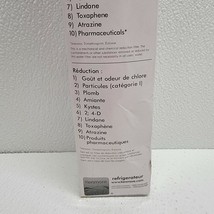 7) Lindane
8) Toxaphene
9) Atrazine
10) Pharmaceuticals*
Réduction :
1) Goût et odeur de chlore
2) Particules (catégorie I)
3) Plomb
4) Amiante
5) Kystes
6) 2, 4-D
7) Lindane
8) Toxaphène
9) Atrazine
10) Produits
pharmaceutiques
refrigerateur